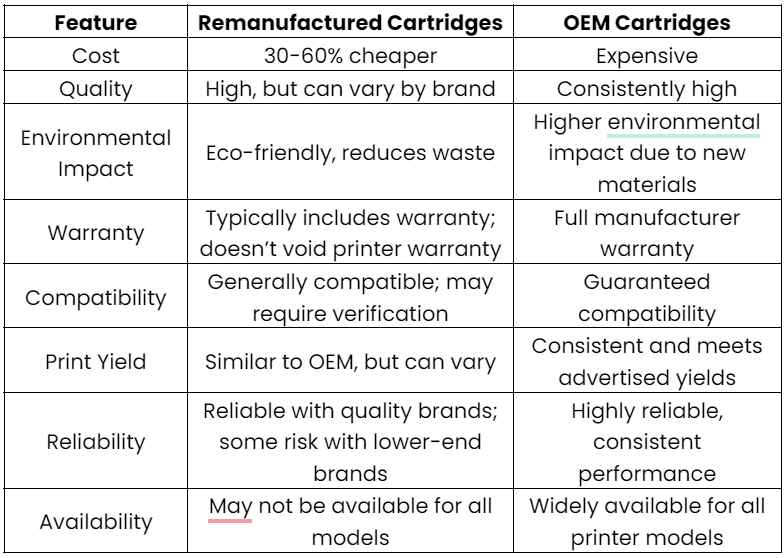 Feature Remanufactured Cartridges OEM Cartridges
Cost 30-60% cheaper Expensive
Quality High, but can vary by brand Consistently high
Environmental Impact Eco-friendly, reduces waste Higher environmental impact due to new materials
Warranty Typically includes warranty; doesn't void printer warranty Full manufacturer warranty
Compatibility Generally compatible; may require verification Guaranteed compatibility
Print Yield Similar to OEM, but can vary Consistent and meets advertised yields
Reliability Reliable with quality brands; some risk with lower-end brands Highly reliable, consistent performance
Availability May not be available for all models Widely available for all printer models